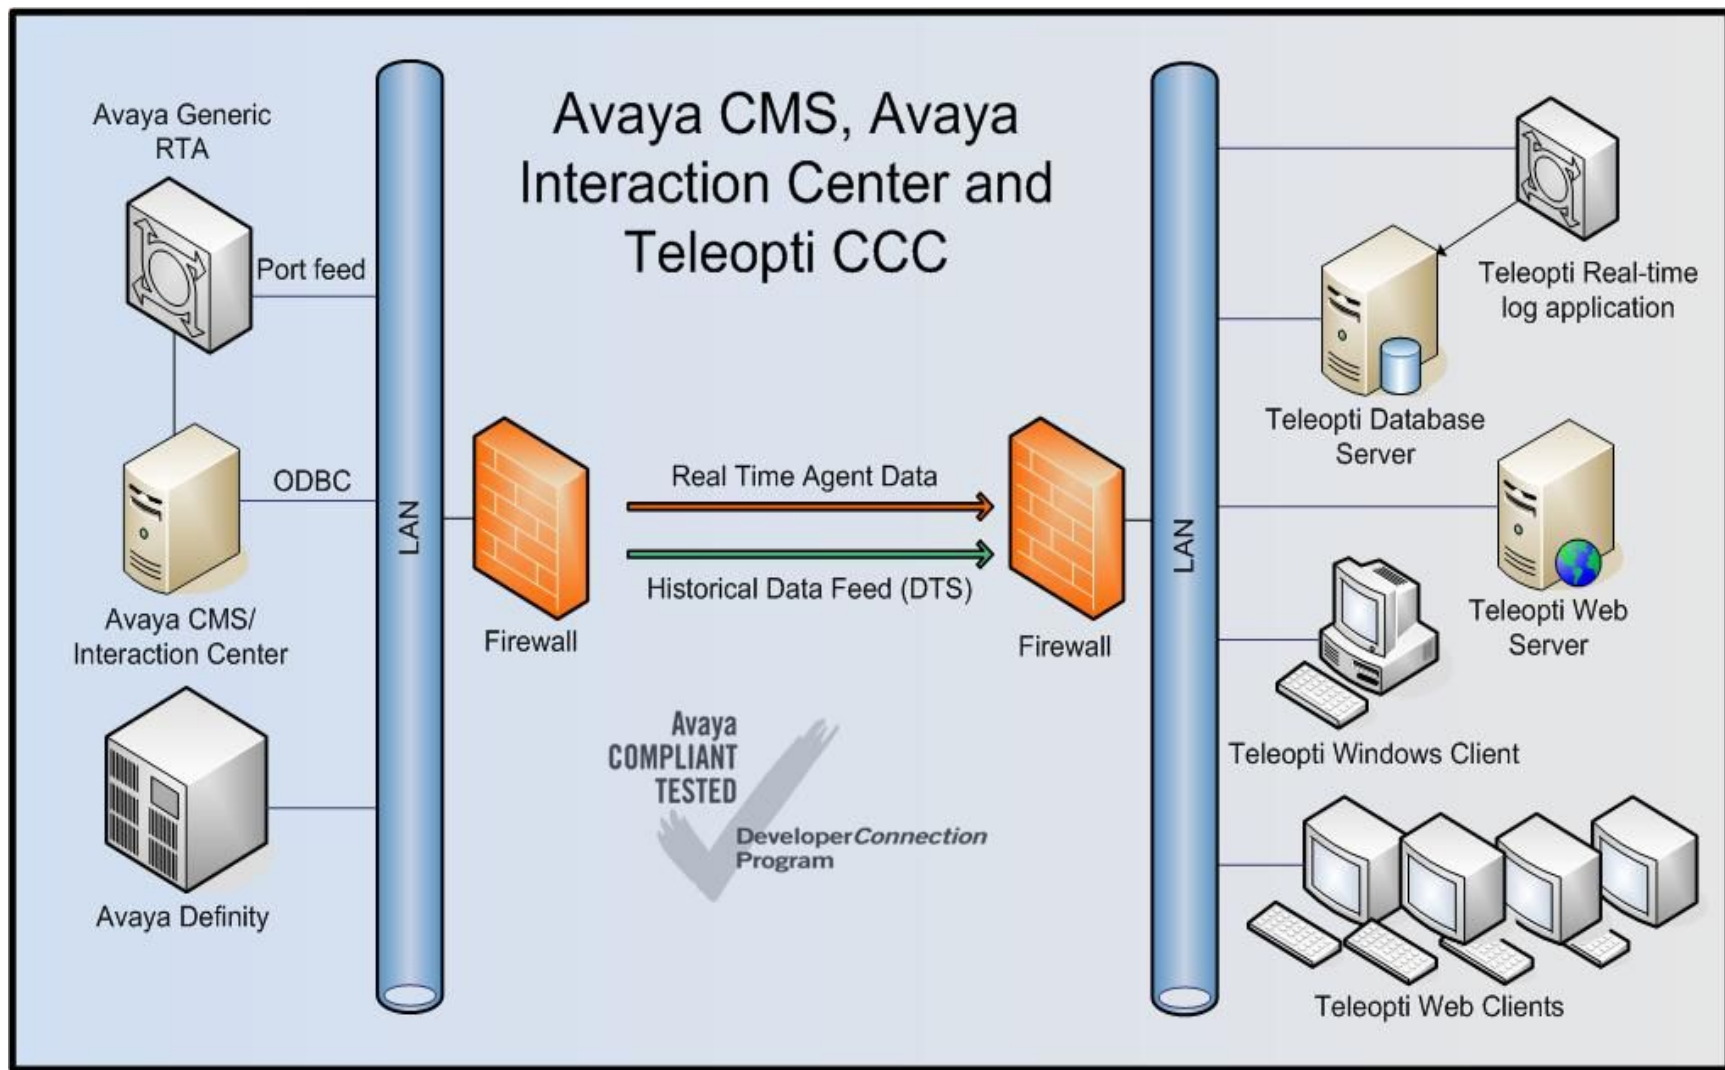 Avaya CMS, Avaya
Interaction Center and
Teleopti CCC
Avaya Generic
RTA
Port feed
ODBC
Avaya CMS/
Interaction Center
Avaya Definity
LAN
Firewall
Real Time Agent Data
Historical Data Feed (DTS)
Firewall
LAN
Avaya
COMPLIANT
TESTED
DeveloperConnection
Program
Teleopti Real-time
log application
Teleopti Database
Server
Teleopti Web
Server
Teleopti Windows Client
Teleopti Web Clients